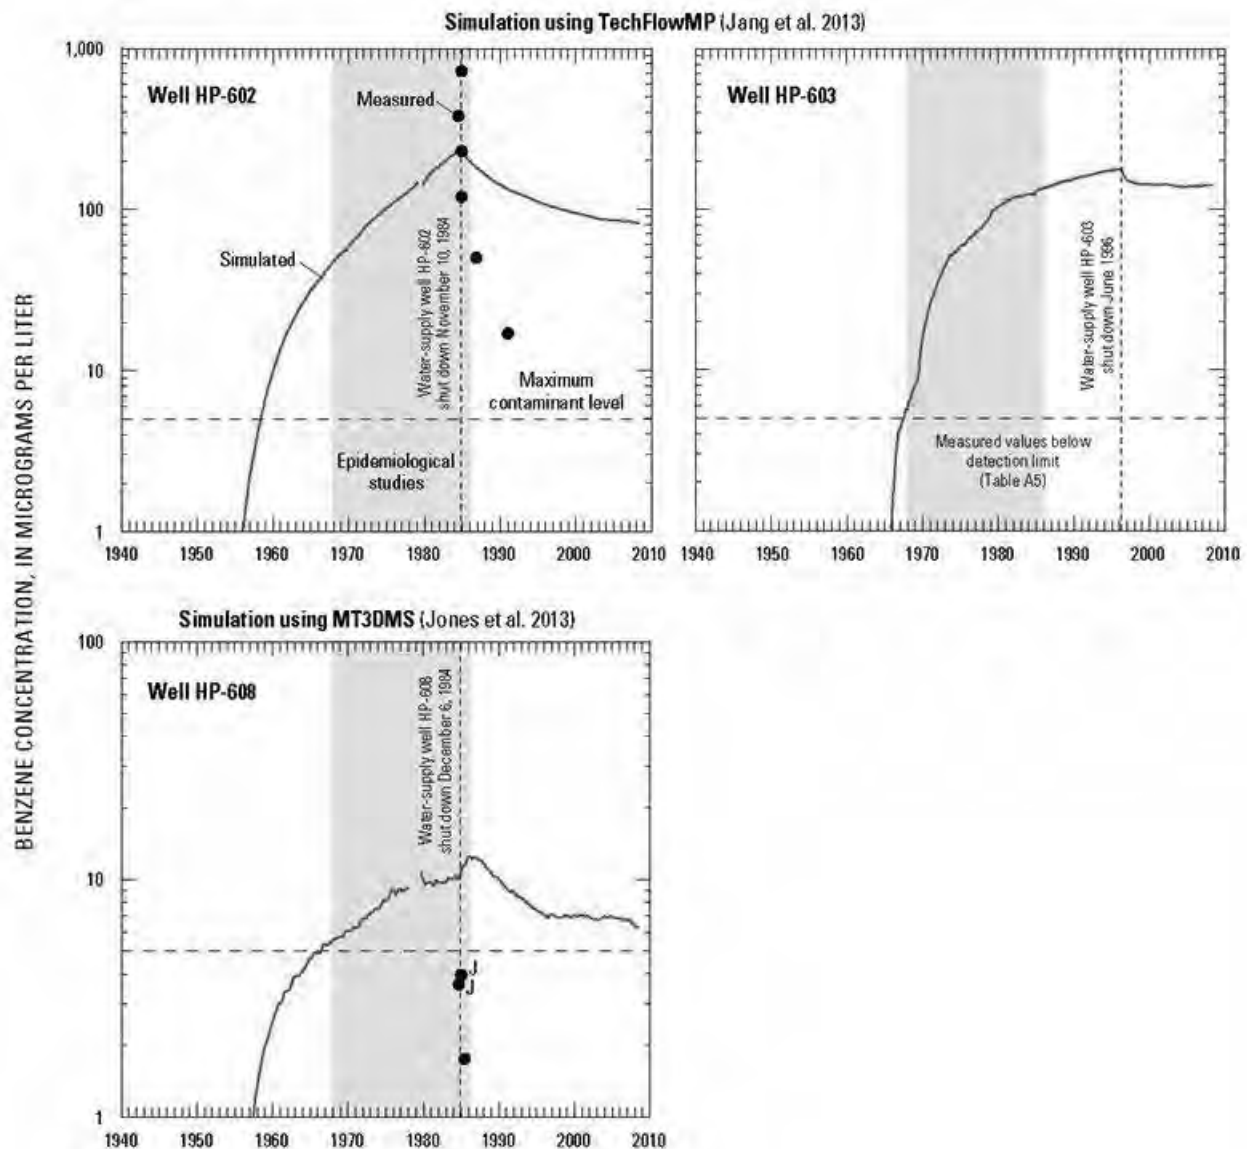 Simulation using TechFlowMP (Jang et al. 2013)
BENZENE CONCENTRATION, IN MICROGRAMS PER LITER
1,000
100
10
1
Well HP-602
Measured
Simulated
Water-supply well HP-602
shut down November 10, 1984
Maximum
contaminant level
Epidemiological
studies
1940 1950 1960 1970 1980 1990 2000 2010
Well HP-603
Water-supply well HP-603
shut down June 1996
Measured values below
detection limit
(Table A5)
1940 1950 1960 1970 1980 1990 2000 2010
Simulation using MT3DMS (Jones et al. 2013)
100
10
1
Well HP-608
Water-supply well HP-608
shut down December 6, 1984
J
J
1940 1950 1960 1970 1980 1990 2000 2010